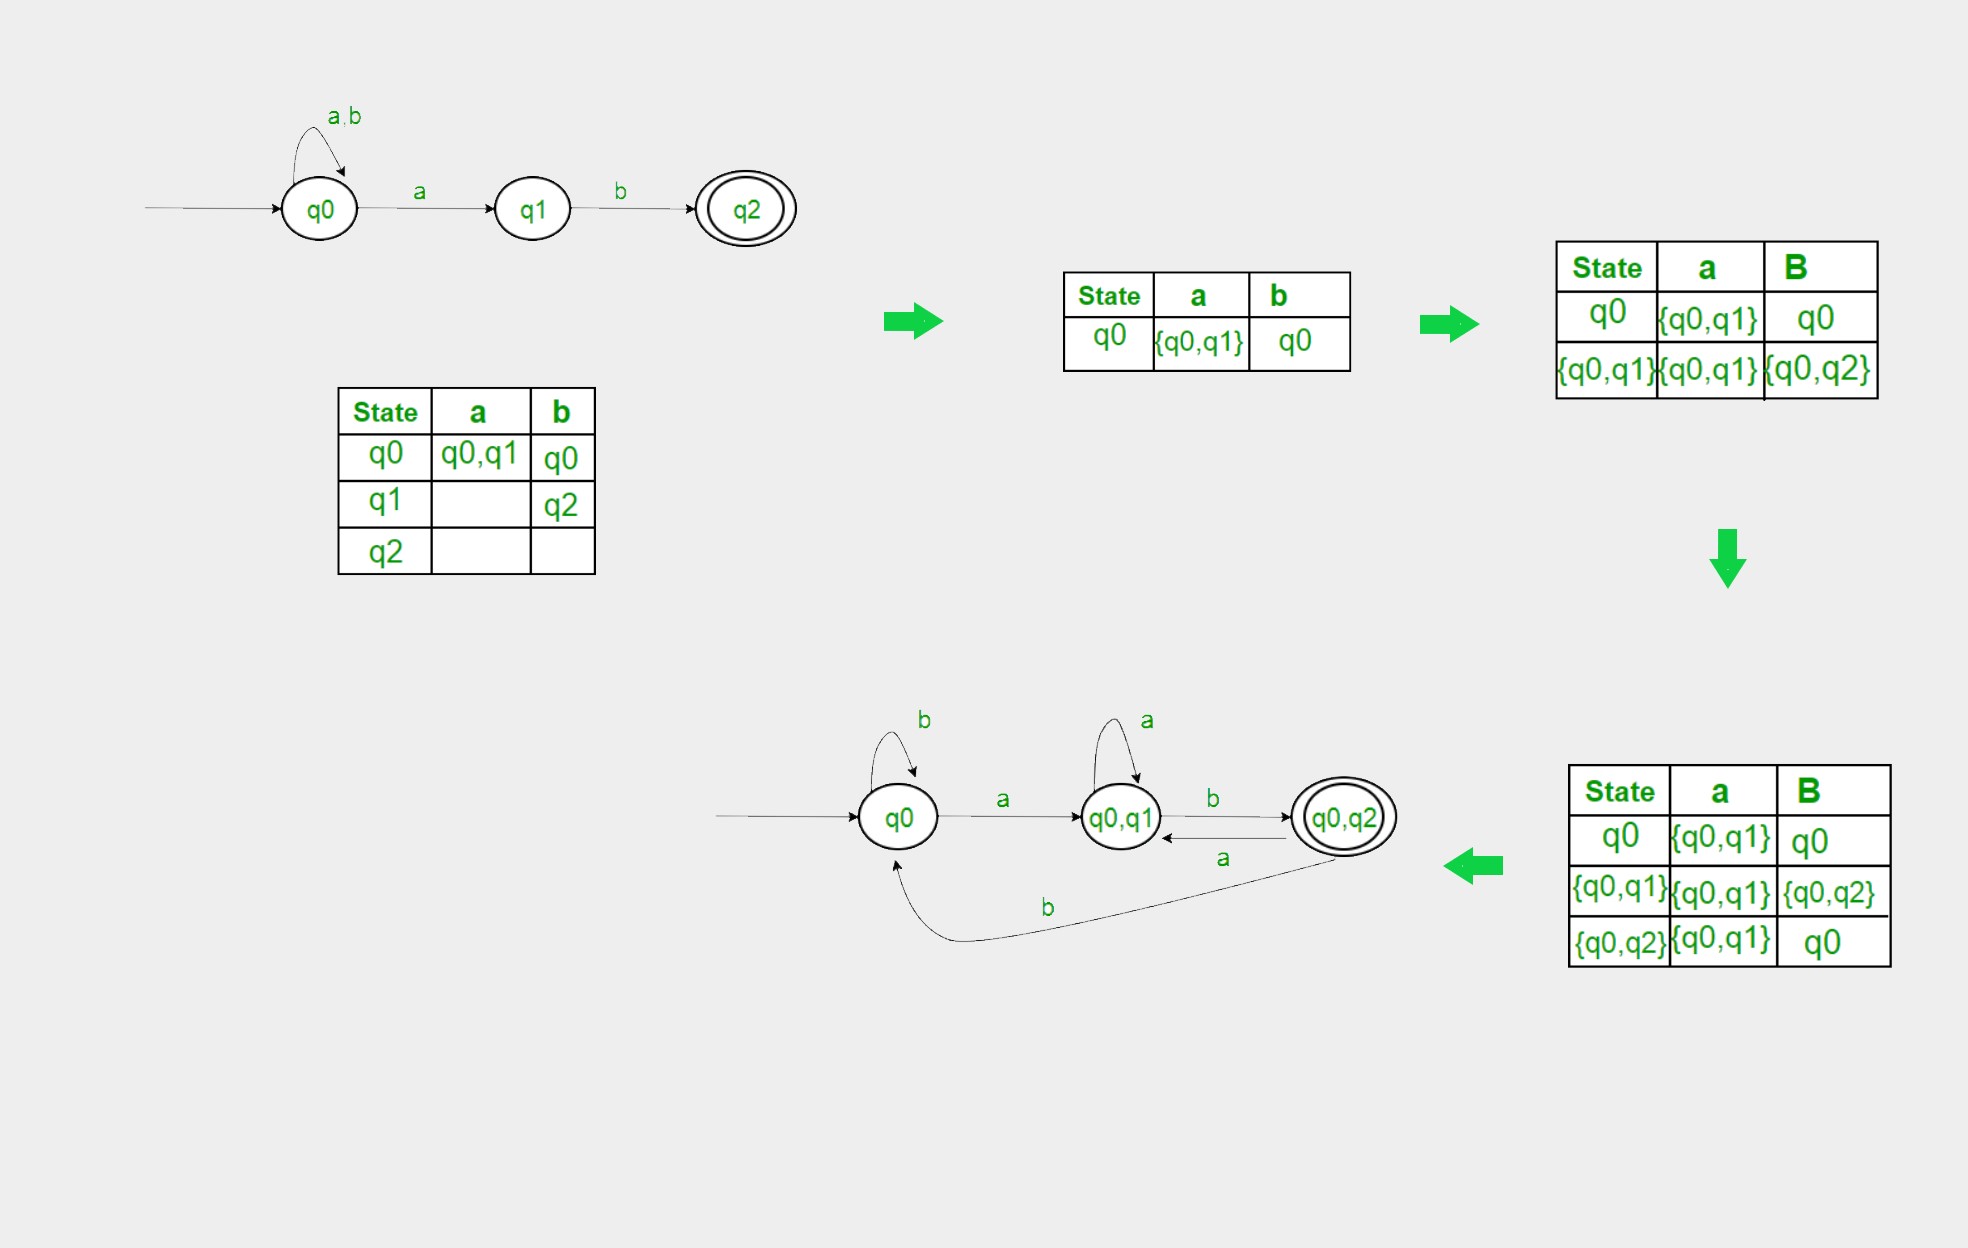 a,b
q0 a q1 b q2
State a b
q0 q0,q1 q0
q1 q2
q2
State a b
q0 {q0,q1} q0
State a B
q0 {q0,q1} q0
{q0,q1} {q0,q1} {q0,q2}
State a B
q0 {q0,q1} q0
{q0,q1} {q0,q1} {q0,q2}
{q0,q2} {q0,q1} q0
b a
q0 a q0,q1 b q0,q2
a
b